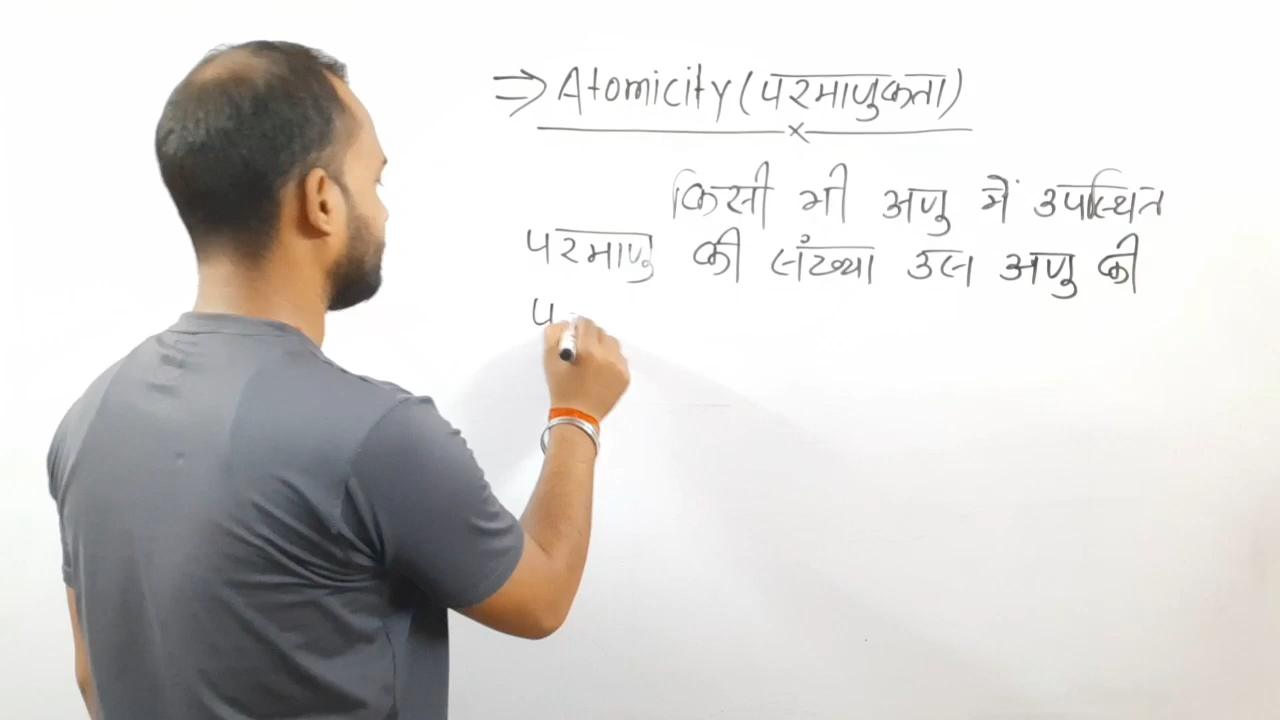 ⇒ Atomicity (परमाणुकता)
किसी भी अणु में उपस्थित
परमाणु की संख्या उस अणु की
प